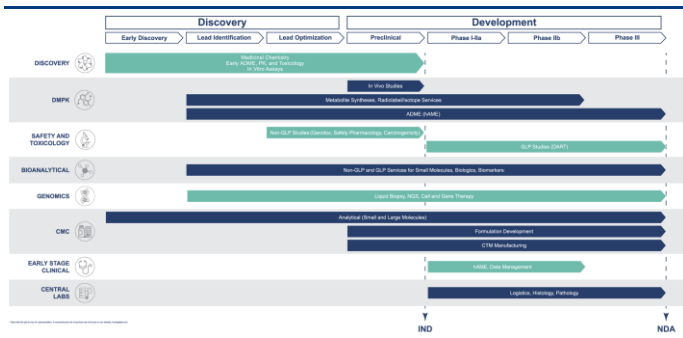 Discovery
Development
Early Discovery
Lead Identification
Lead Optimization
Preclinical
Phase I-IIa
Phase IIb
Phase III
DISCOVERY
Medicinal Chemistry
Early ADME, PK, and Toxicology
In Vitro Assays
DMPK
In Vivo Studies
Metabolite Syntheses, Radiolabel/Isotope Services
ADME (hAME)
SAFETY AND
TOXICOLOGY
Non-GLP Studies (Genotox, Safety Pharmacology, Carcinogenicity)
GLP Studies (DART)
BIOANALYTICAL
Non-GLP and GLP Services for Small Molecules, Biologics, Biomarkers
GENOMICS
Liquid Biopsy, NGS, Cell and Gene Therapy
CMC
Analytical (Small and Large Molecules)
Formulation Development
CTM Manufacturing
EARLY STAGE
CLINICAL
hAME, Data Management
CENTRAL
LABS
Logistics, Histology, Pathology
IND
NDA